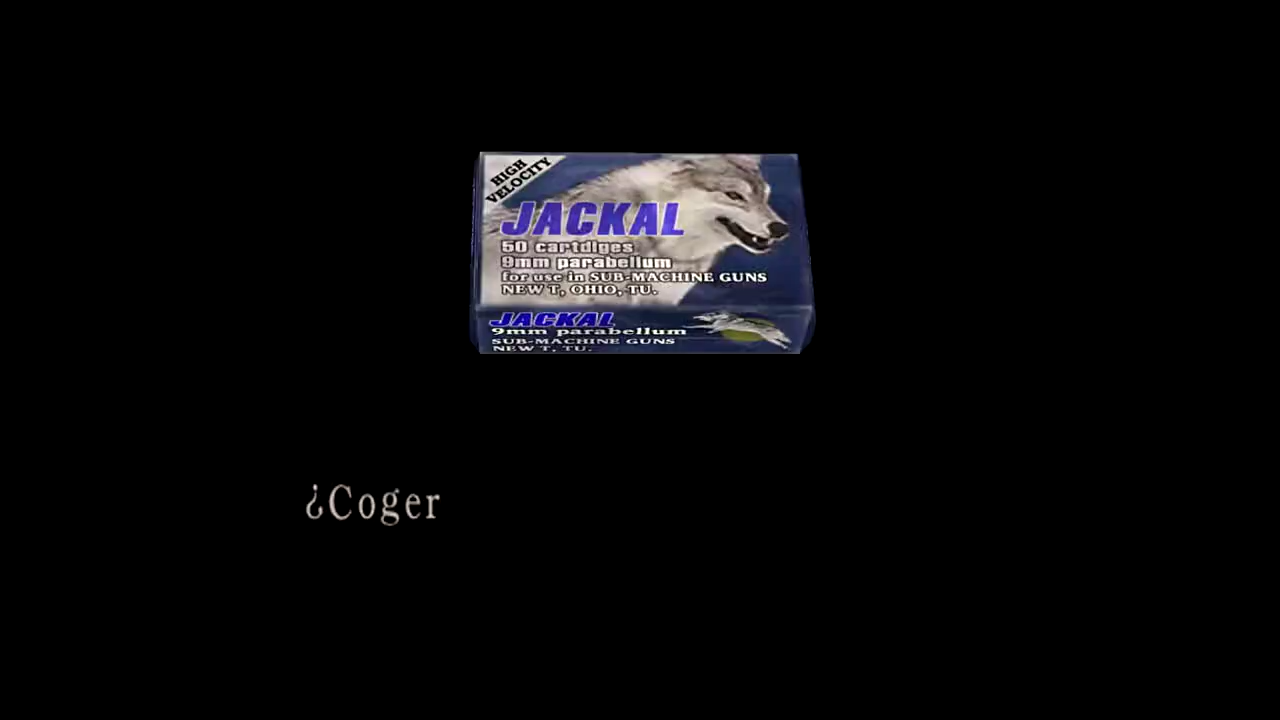 HIGH
VELOCITY
JACKAL
50 cartdiges
9mm parabellum
for use in SUB-MACHINE GUNS
NEW T, OHIO, TU.
JACKAL
9mm parabellum
SUB-MACHINE GUNS
NEW T, TU.
¿Coger